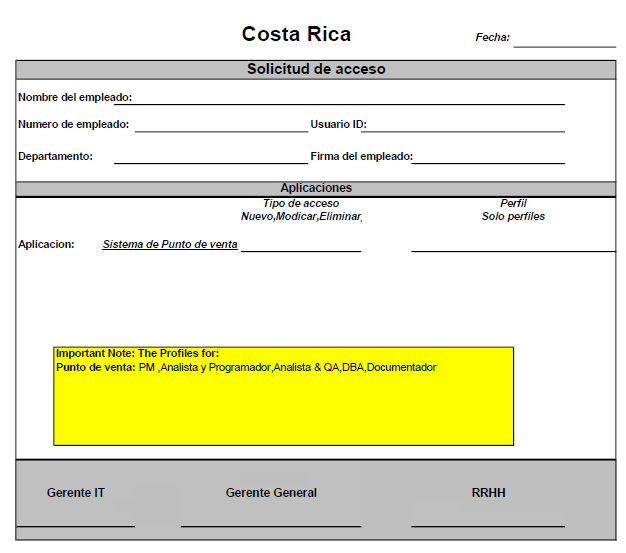 Costa Rica
Fecha:
Solicitud de acceso
Nombre del empleado:
Numero de empleado: Usuario ID:
Departamento: Firma del empleado:
Aplicaciones
Tipo de acceso Perfil
Nuevo,Modicar,Eliminar, Solo perfiles
Aplicacion: Sistema de Punto de venta
Important Note: The Profiles for:
Punto de venta: PM ,Analista y Programador,Analista & QA,DBA,Documentador
Gerente IT Gerente General RRHH